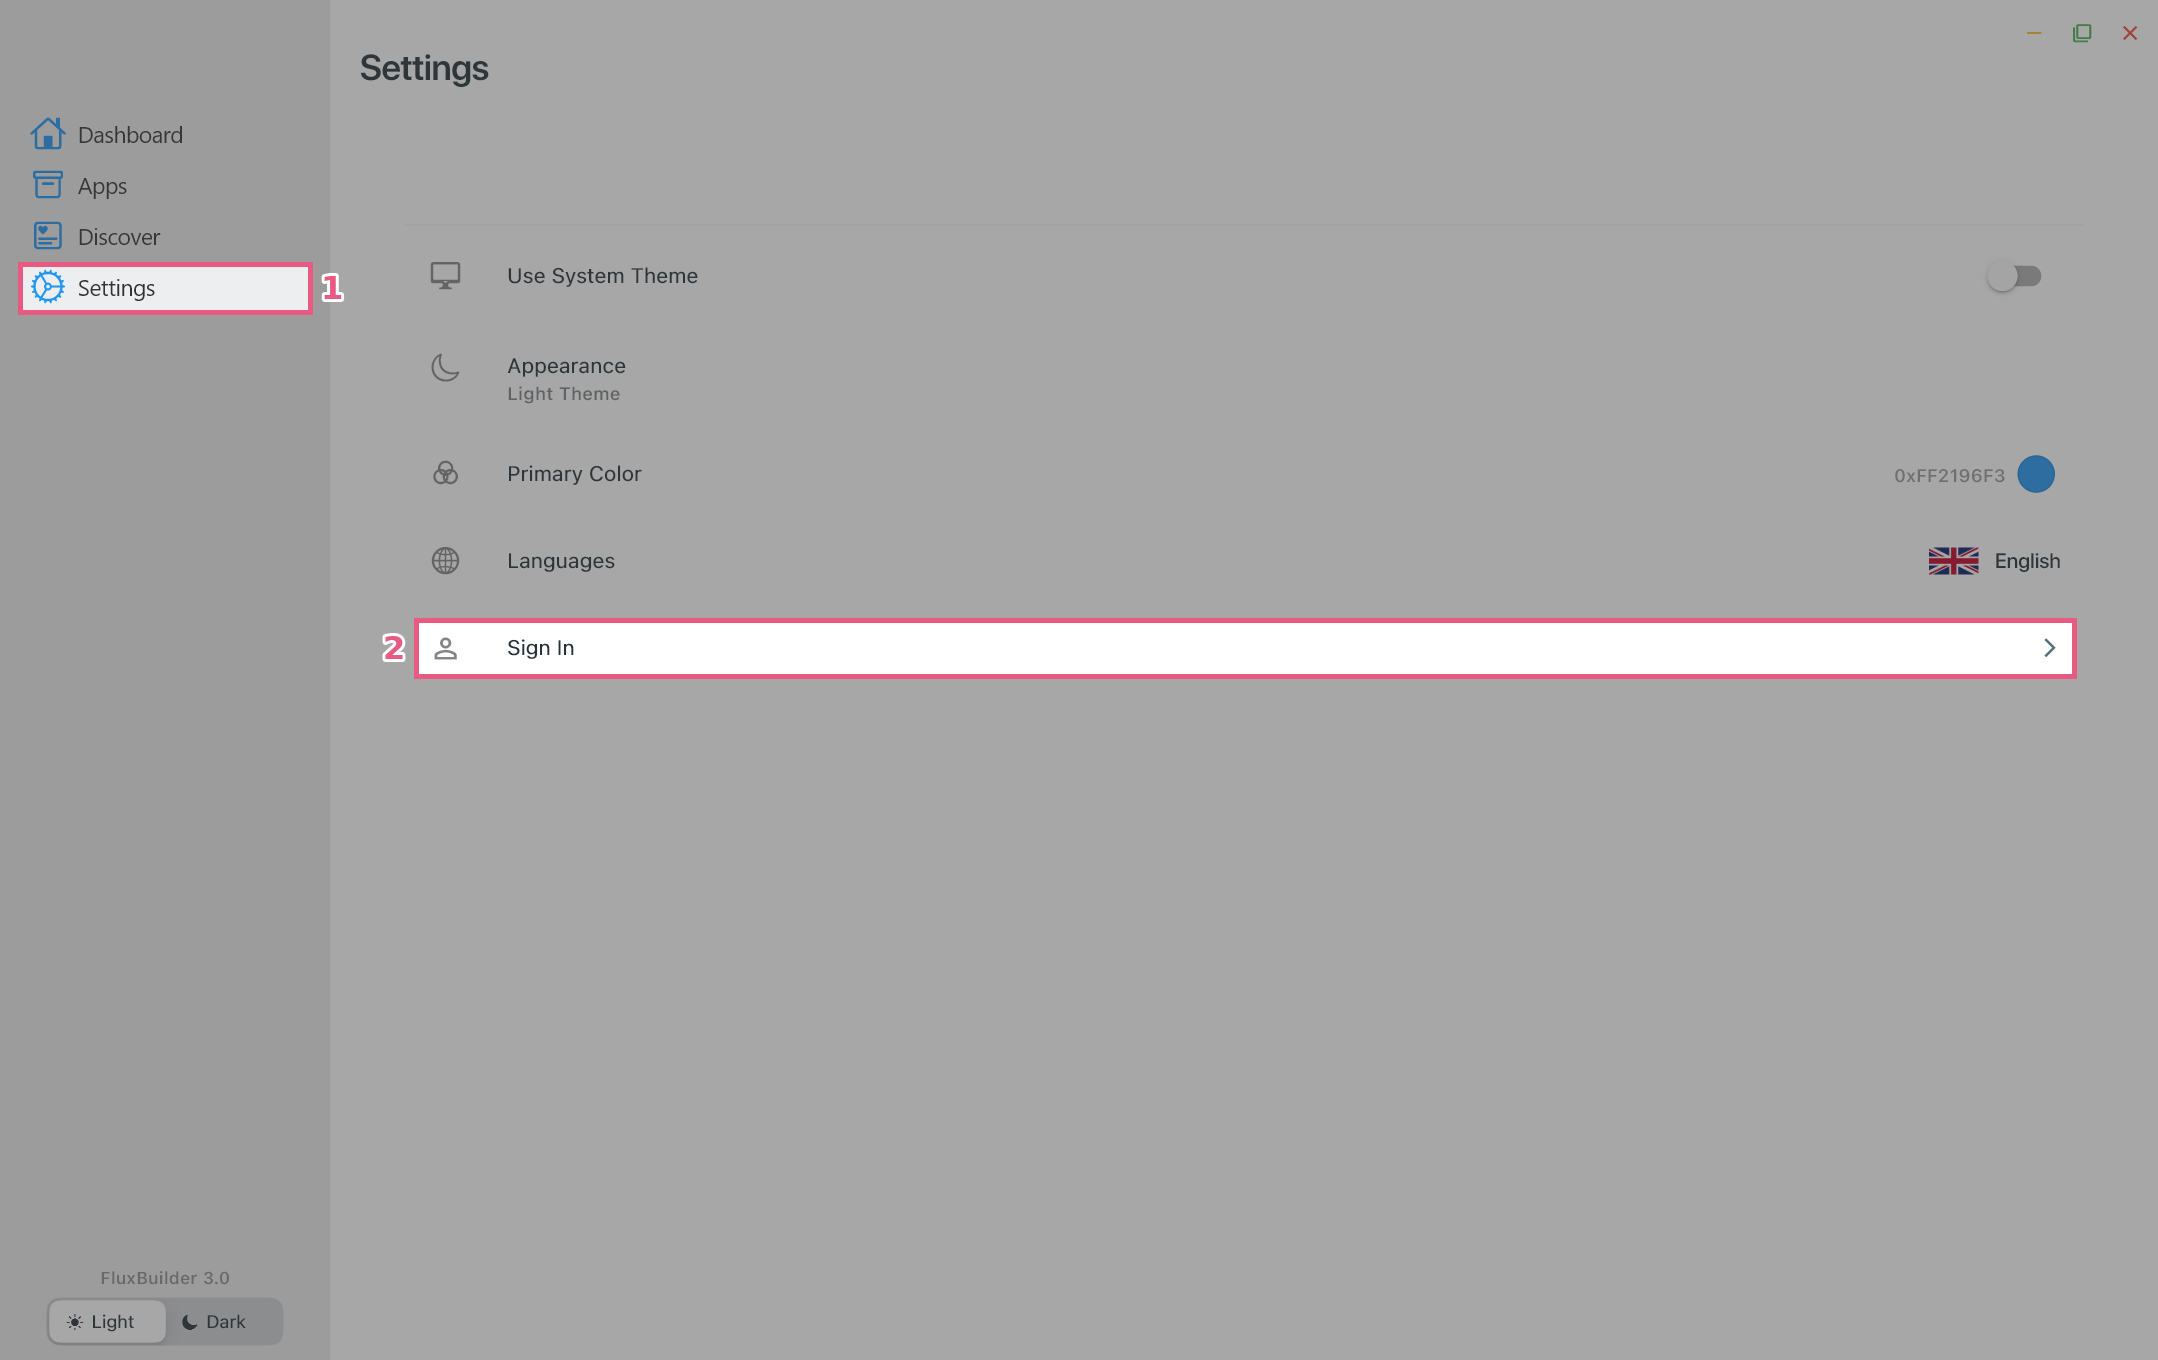 Settings
Dashboard
Apps
Discover
Settings
1
Use System Theme
Appearance
Light Theme
Primary Color
0xFF2196F3
Languages
English
2
Sign In
FluxBuilder 3.0
Light
Dark